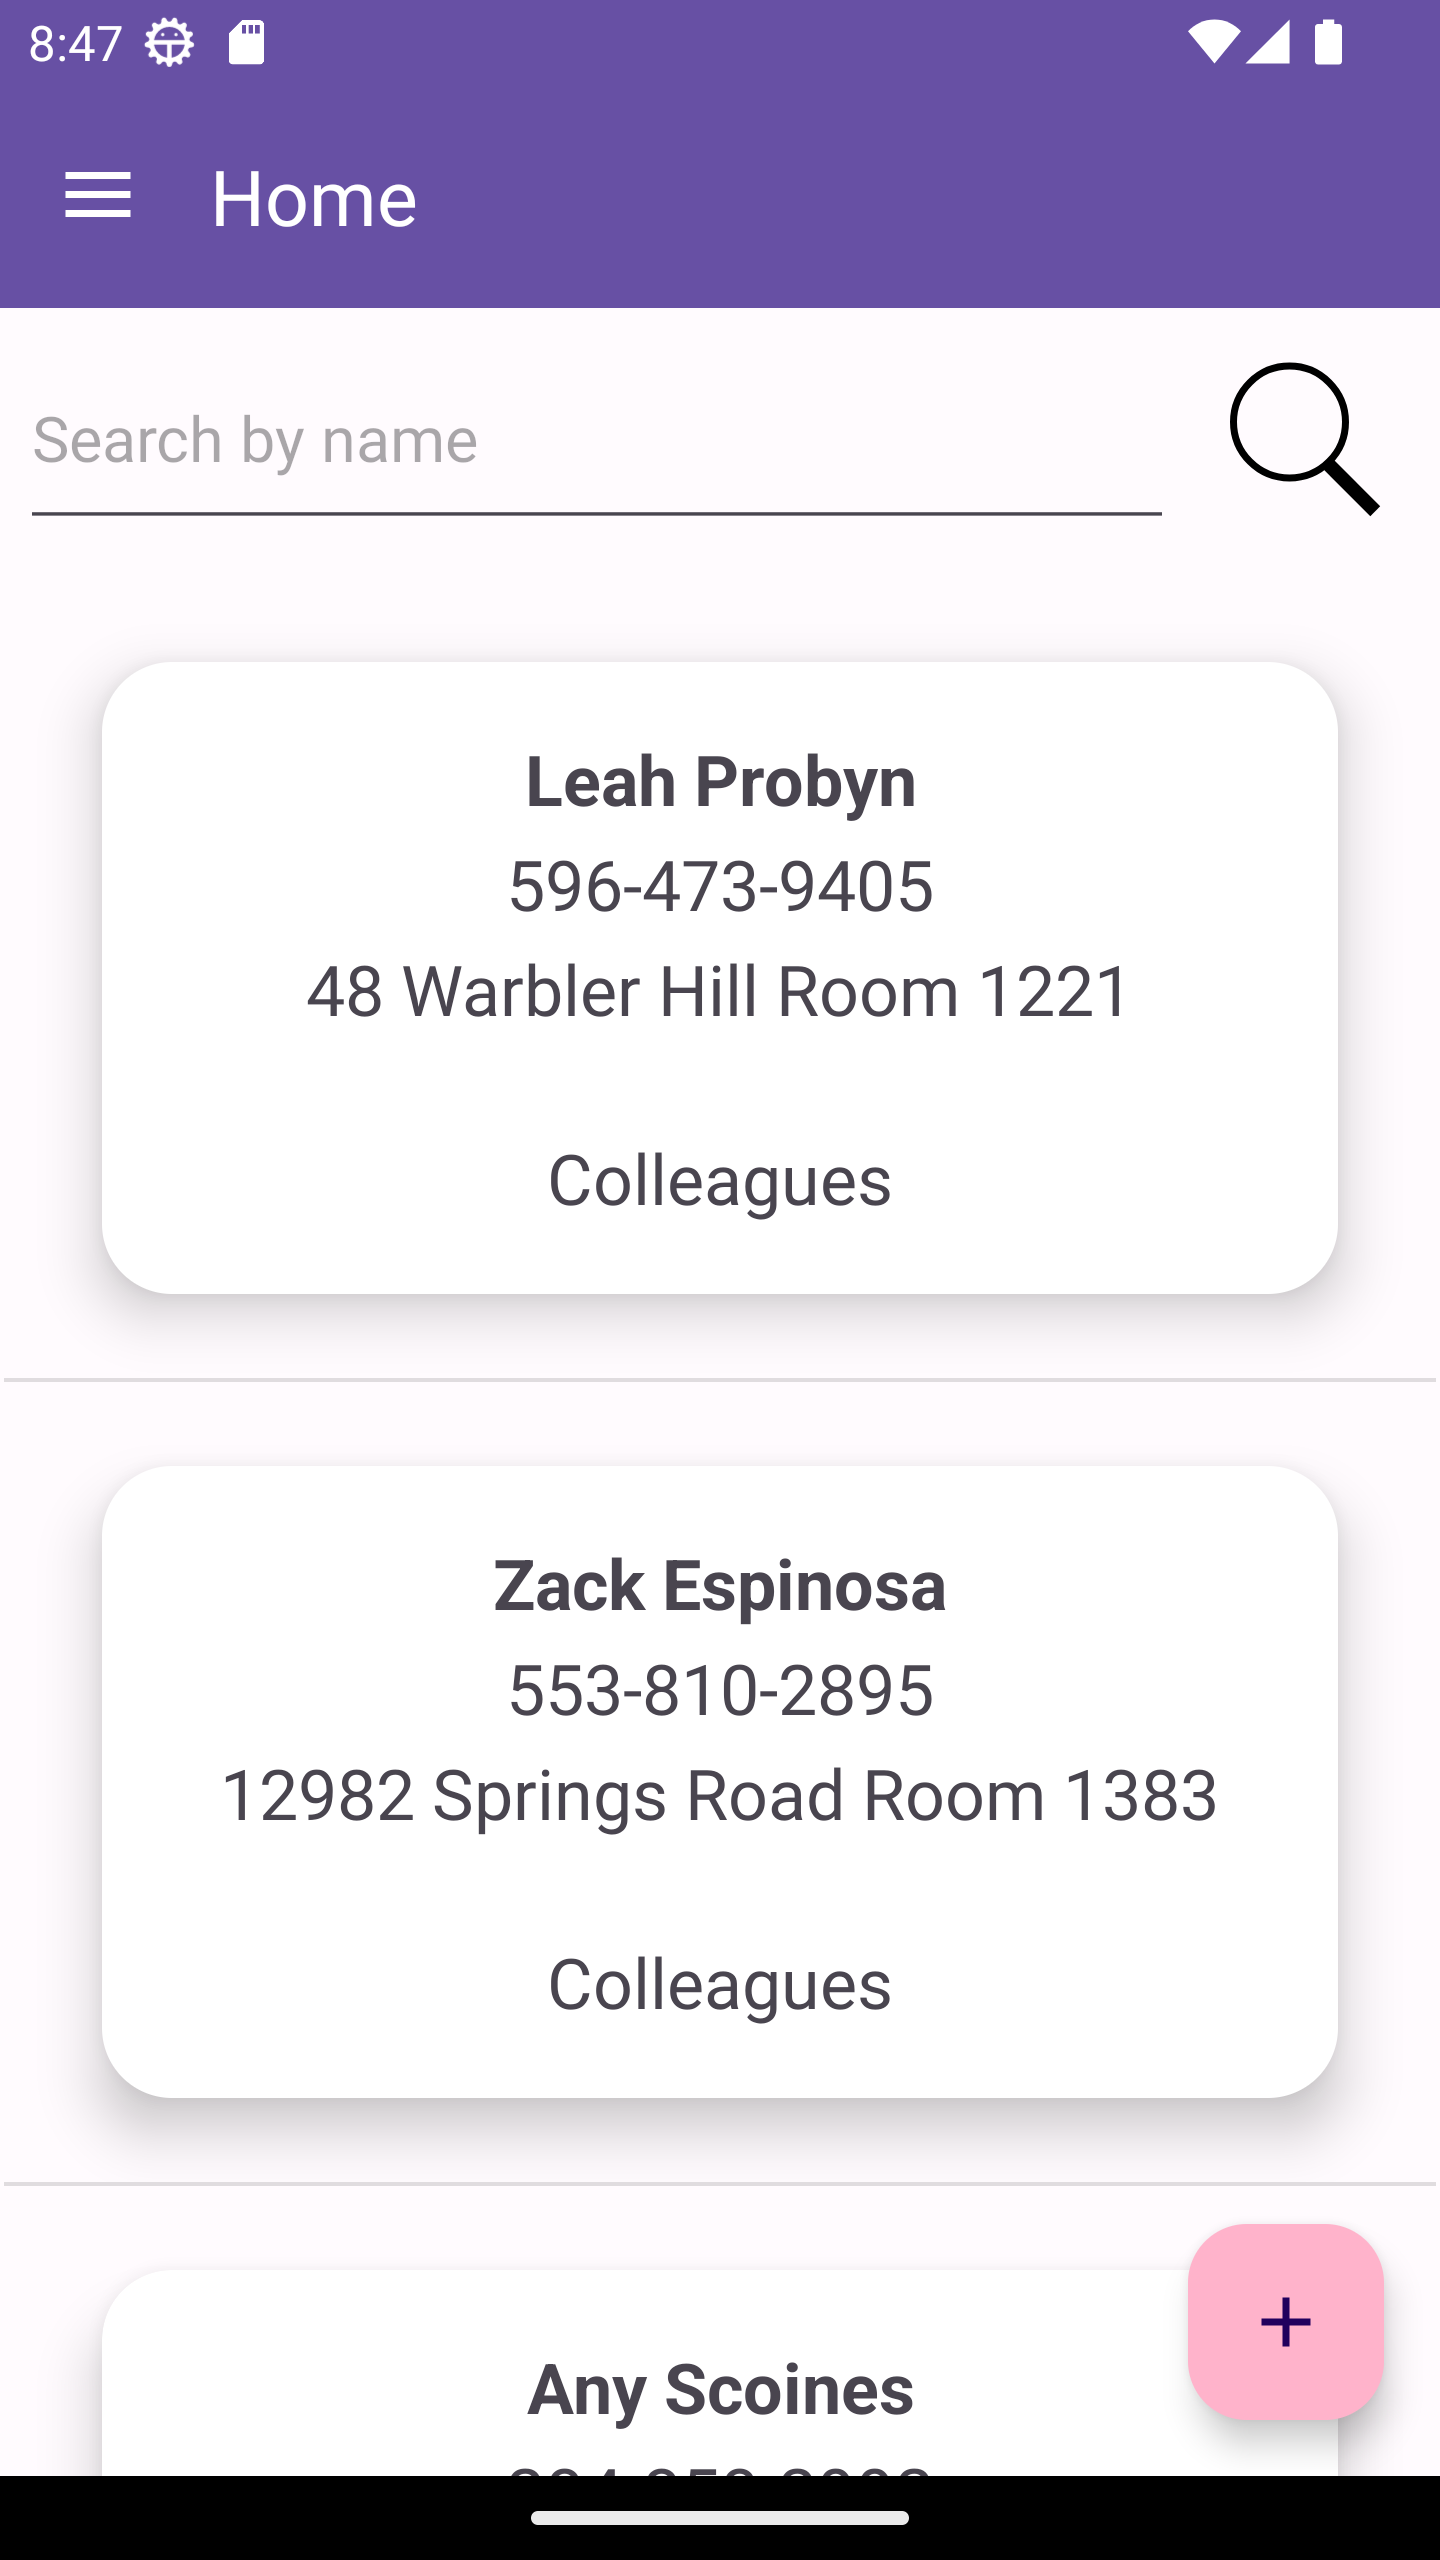 8:47
Home
Search by name
Leah Probyn
596-473-9405
48 Warbler Hill Room 1221
Colleagues
Zack Espinosa
553-810-2895
12982 Springs Road Room 1383
Colleagues
Any Scoines